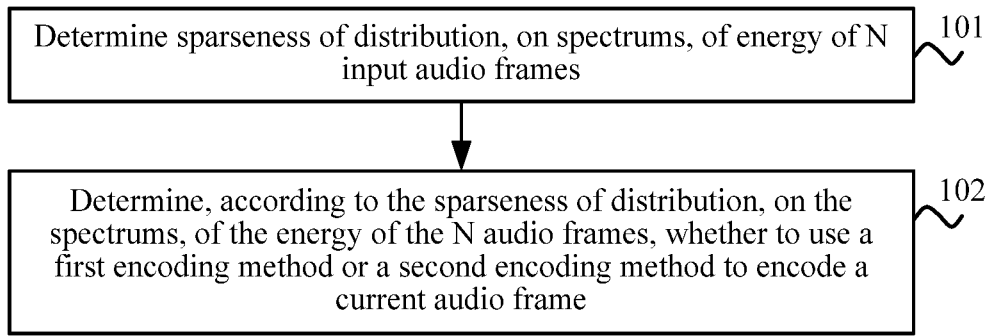 Determine sparseness of distribution, on spectrums, of energy of N
input audio frames
101
Determine, according to the sparseness of distribution, on the
spectrums, of the energy of the N audio frames, whether to use a
first encoding method or a second encoding method to encode a
current audio frame
102